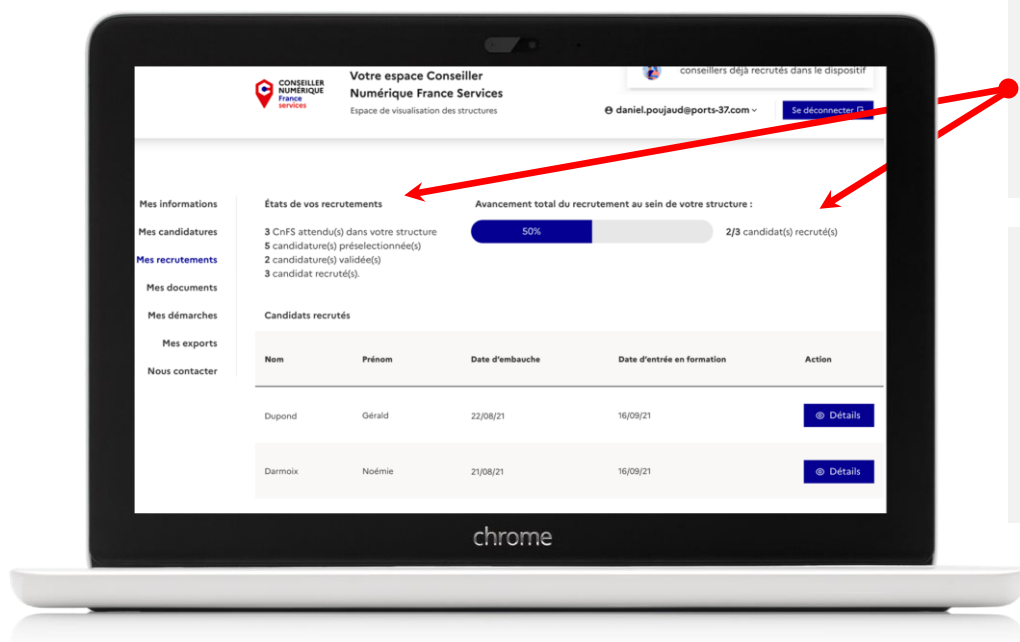 CONSEILLER
NUMÉRIQUE
France
services
Votre espace Conseiller
Numérique France Services
Espace de visualisation des structures
conseillers déjà recrutés dans le dispositif
daniel.poujaud@ports-37.com
Se déconnecter
Mes informations
Mes candidatures
Mes recrutements
Mes documents
Mes démarches
Mes exports
Nous contacter
États de vos recrutements
3 CnFS attendu(s) dans votre structure
5 candidature(s) préselectionnée(s)
2 candidature(s) validée(s)
3 candidat recruté(s).
Avancement total du recrutement au sein de votre structure :
50%
2/3 candidat(s) recruté(s)
Candidats recrutés
Nom Prénom Date d'embauche Date d'entrée en formation Action
Dupond Gérald 22/08/21 16/09/21 Détails
Darmoix Noémie 21/08/21 16/09/21 Détails
chrome